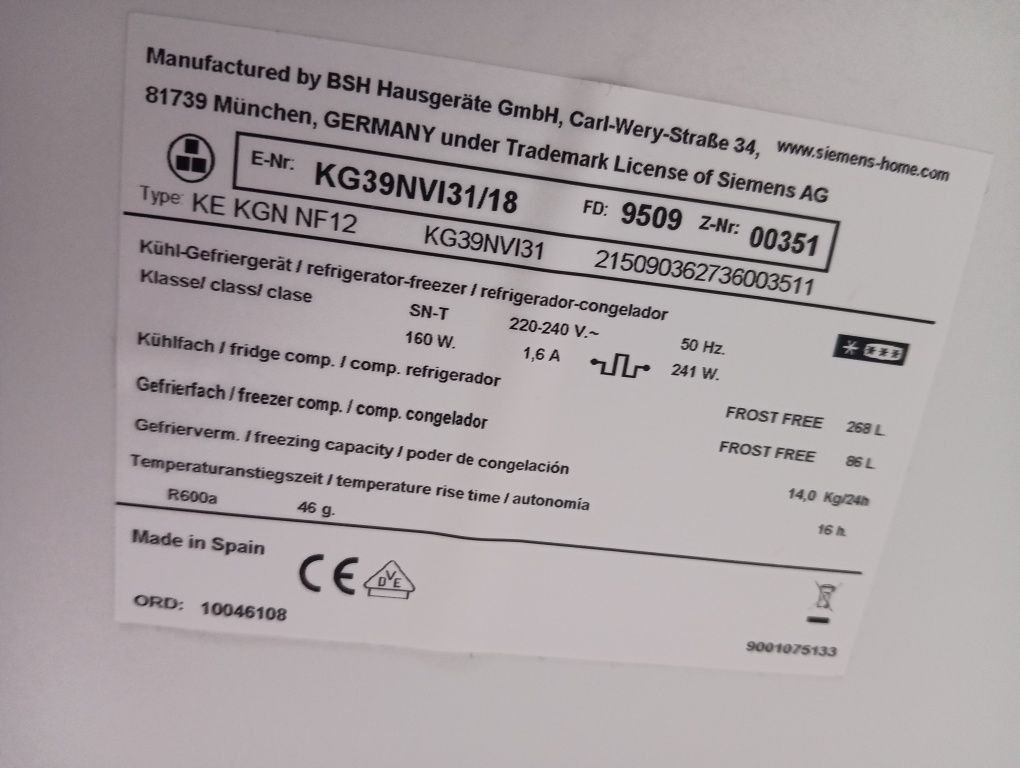 Manufactured by BSH Hausgeräte GmbH, Carl-Wery-Straße 34, www.siemens-home.com
81739 München, GERMANY under Trademark License of Siemens AG
E-Nr: KG39NVI31/18 FD: 9509 Z-Nr: 00351
Type: KE KGN NF12 KG39NVI31 215090362736003511
Kühl-Gefriergerät / refrigerator-freezer / refrigerador-congelador
Klasse/ class/ clase SN-T 220-240 V.~ 50 Hz.
160 W. 1,6 A 241 W.
Kühlfach / fridge comp. / comp. refrigerador FROST FREE 268 L
Gefrierfach / freezer comp. / comp. congelador FROST FREE 86 L
Gefrierverm. / freezing capacity / poder de congelación 14,0 Kg/24h
Temperaturanstiegszeit / temperature rise time / autonomía 16 h.
R600a 46 g.
Made in Spain
CE VDE
ORD: 10046108
9001075133